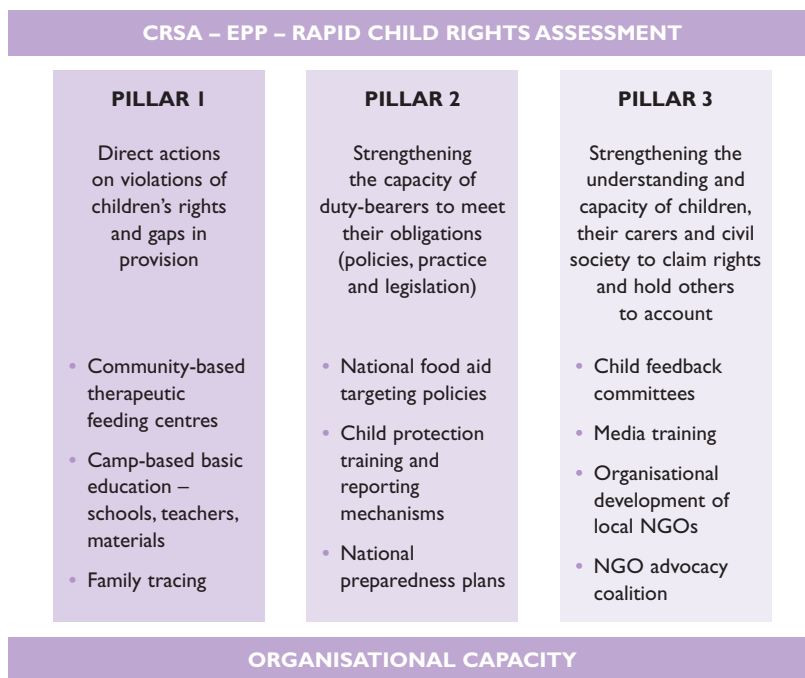 CRSA – EPP – RAPID CHILD RIGHTS ASSESSMENT
PILLAR 1
Direct actions
on violations of
children’s rights
and gaps in
provision
• Community-based
therapeutic
feeding centres
• Camp-based basic
education –
schools, teachers,
materials
• Family tracing
PILLAR 2
Strengthening
the capacity of
duty-bearers to meet
their obligations
(policies, practice
and legislation)
• National food aid
targeting policies
• Child protection
training and
reporting
mechanisms
• National
preparedness plans
PILLAR 3
Strengthening the
understanding and
capacity of children,
their carers and civil
society to claim rights
and hold others
to account
• Child feedback
committees
• Media training
• Organisational
development of
local NGOs
• NGO advocacy
coalition
ORGANISATIONAL CAPACITY